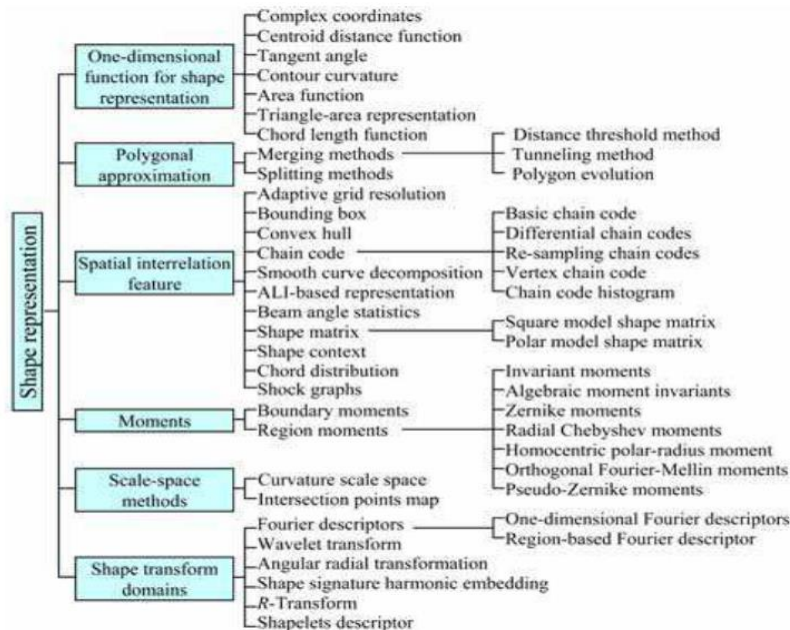 Shape representation
One-dimensional
function for shape
representation
Complex coordinates
Centroid distance function
Tangent angle
Contour curvature
Area function
Triangle-area representation
Chord length function
Polygonal
approximation
Merging methods
Distance threshold method
Tunneling method
Polygon evolution
Splitting methods
Spatial interrelation
feature
Adaptive grid resolution
Bounding box
Convex hull
Chain code
Basic chain code
Differential chain codes
Re-sampling chain codes
Vertex chain code
Chain code histogram
Smooth curve decomposition
ALI-based representation
Beam angle statistics
Shape matrix
Square model shape matrix
Polar model shape matrix
Shape context
Chord distribution
Shock graphs
Moments
Boundary moments
Region moments
Invariant moments
Algebraic moment invariants
Zernike moments
Radial Chebyshev moments
Homocentric polar-radius moment
Orthogonal Fourier-Mellin moments
Pseudo-Zernike moments
Scale-space
methods
Curvature scale space
Intersection points map
Shape transform
domains
Fourier descriptors
One-dimensional Fourier descriptors
Region-based Fourier descriptor
Wavelet transform
Angular radial transformation
Shape signature harmonic embedding
R-Transform
Shapelets descriptor